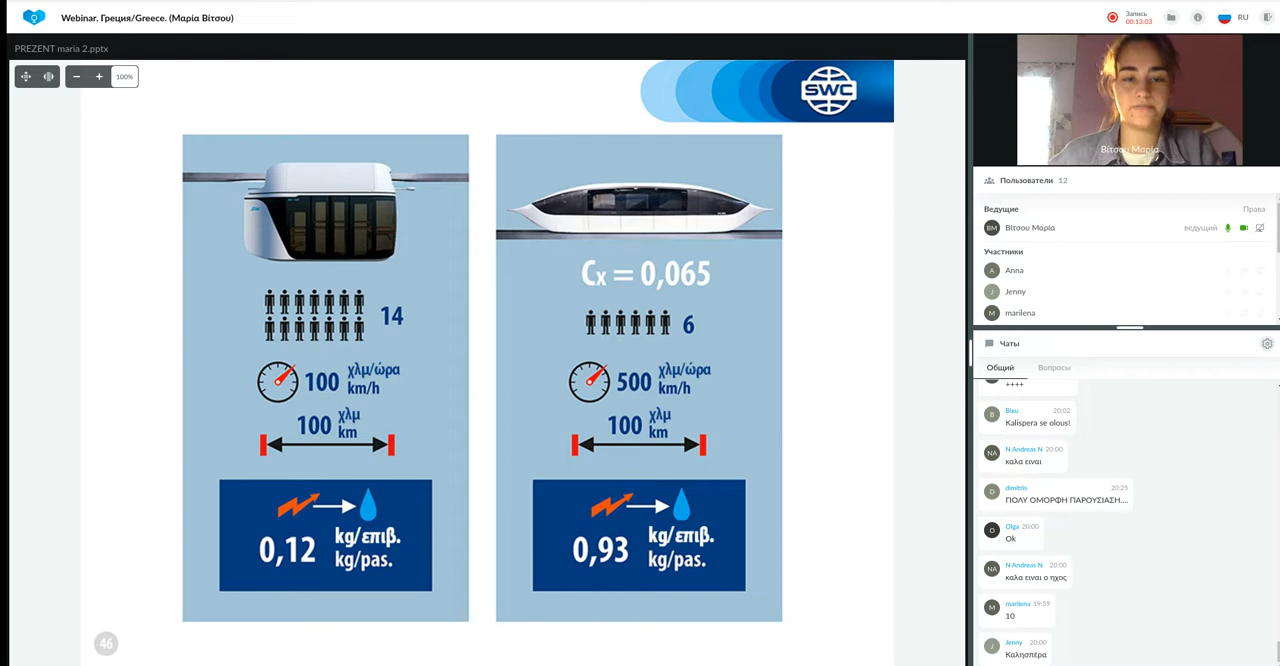 Webinar. Греция/Greece. (Μαρία Βίτσου)
Запись
00:13:03
RU
PREZENT maria 2.pptx
100%
SWC
14
100 χλμ/ώρα
km/h
100 χλμ
km
0,12 kg/επιβ.
kg/pas.
Cx = 0,065
6
500 χλμ/ώρα
km/h
100 χλμ
km
0,93 kg/επιβ.
kg/pas.
46
Βίτσου Μαρία
Пользователи 12
Ведущие Права
ВМ Βίτσου Μαρία ведущий
Участники
A Anna
J Jenny
M marilena
Чаты
Общий Вопросы
++++
B Bixu 20:02
Kalispera se olous!
NA N Andreas N 20:00
καλα ειναι
D dimitris 20:25
ΠΟΛΥ ΟΜΟΡΦΗ ΠΑΡΟΥΣΙΑΣΗ....
O Olga 20:00
Ok
NA N Andreas N 20:00
καλα ειναι ο ηχος
M marilena 19:59
10
J Jenny 20:00
Καλησπέρα